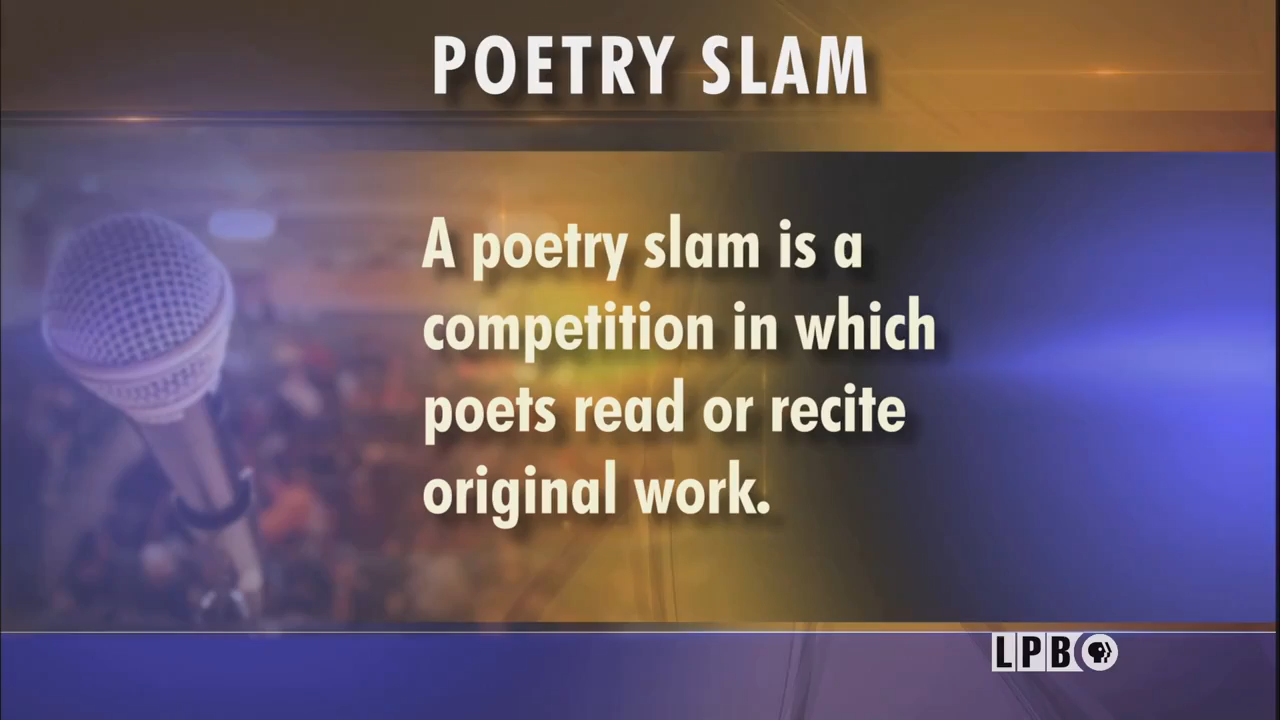 POETRY SLAM
A poetry slam is a
competition in which
poets read or recite
original work.
LPB